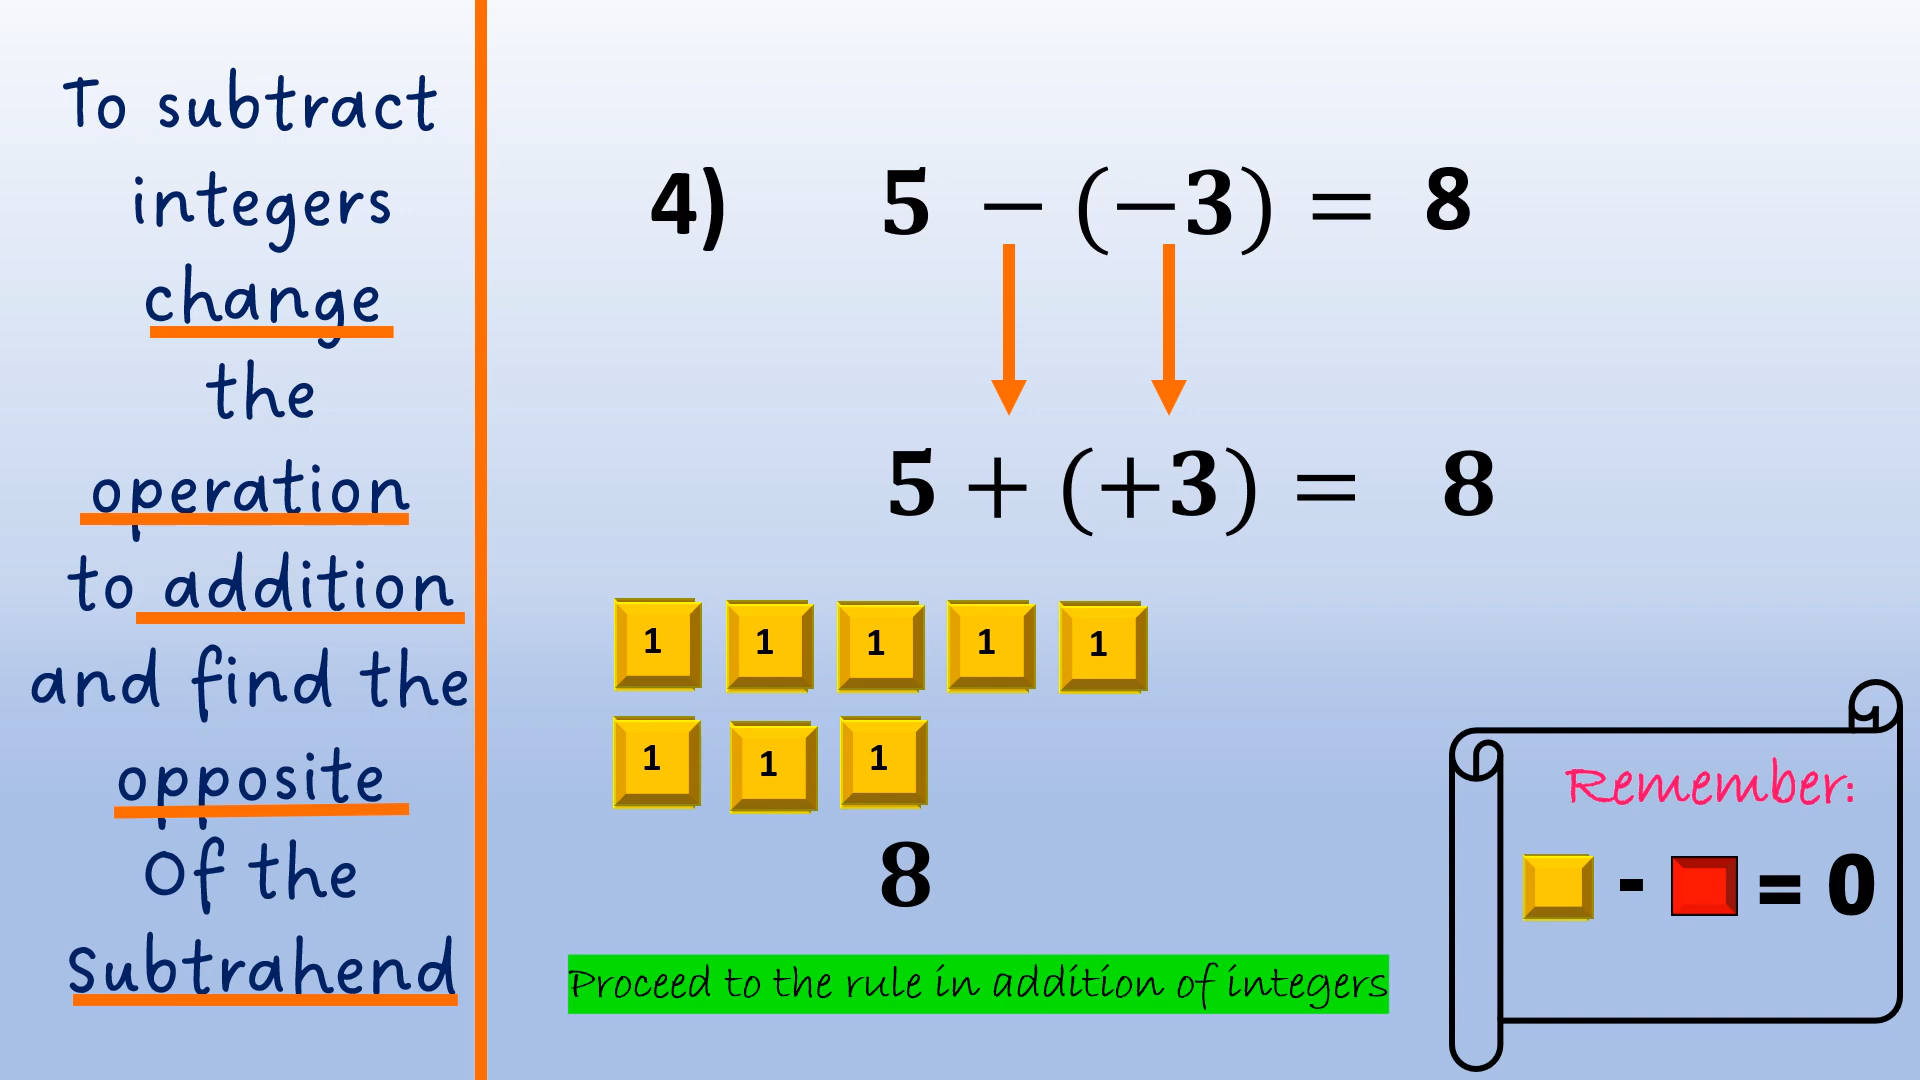 To subtract
integers
change
the
operation
to addition
and find the
opposite
Of the
Subtrahend
4) 5 − (−3) = 8
5 + (+3) = 8
1 1 1 1 1
1 1 1
8
Proceed to the rule in addition of integers
Remember:
- = 0